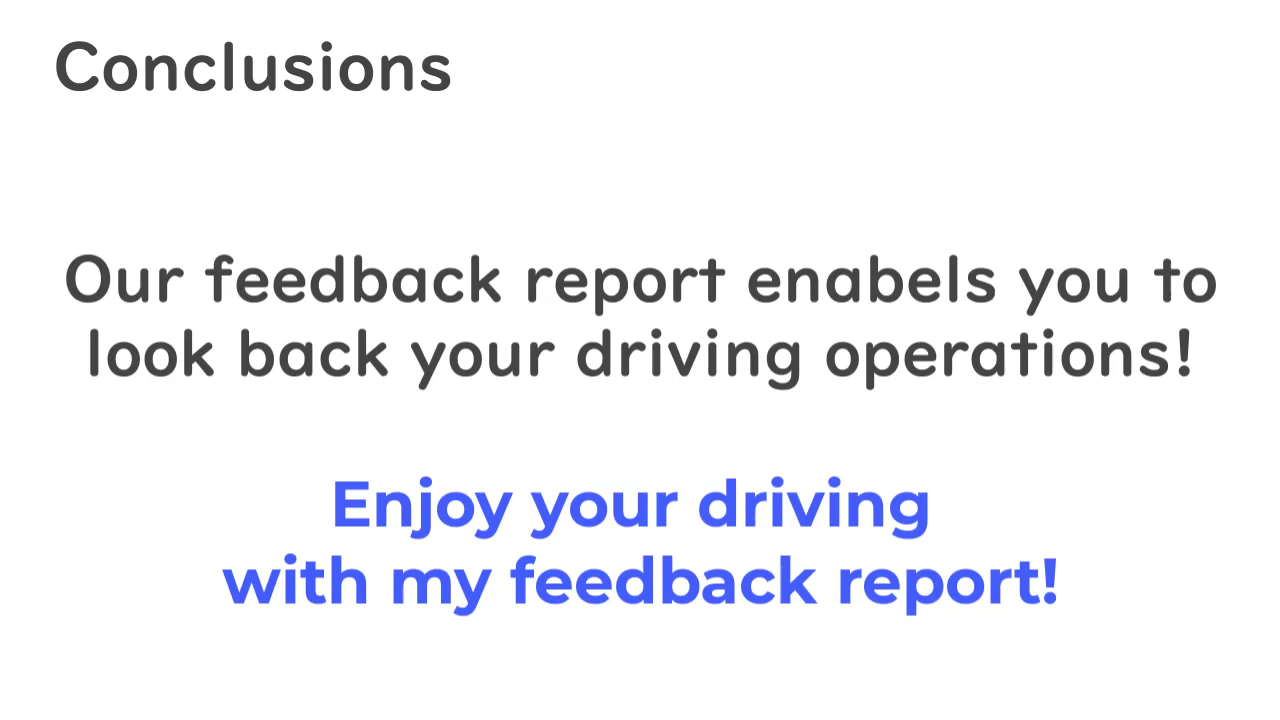 Conclusions
Our feedback report enabels you to
look back your driving operations!
Enjoy your driving
with my feedback report!